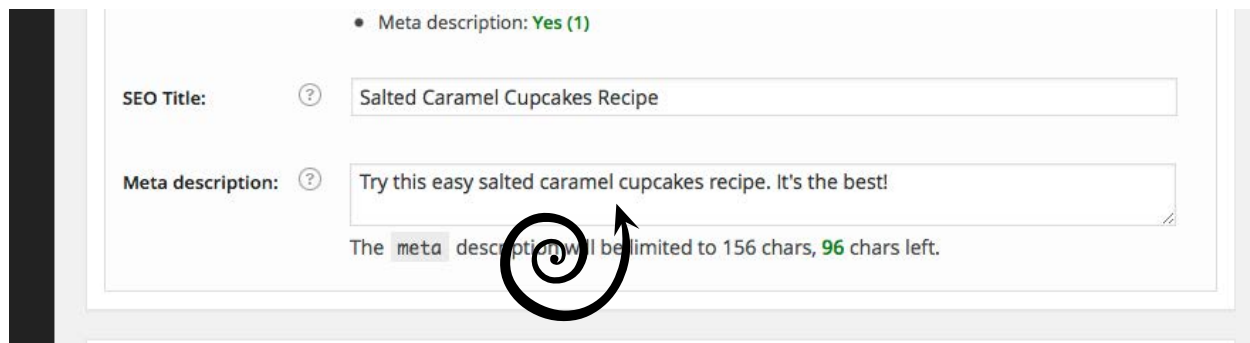 Meta description: Yes (1)
SEO Title: ? Salted Caramel Cupcakes Recipe
Meta description: ? Try this easy salted caramel cupcakes recipe. It's the best!
The meta description will be limited to 156 chars, 96 chars left.